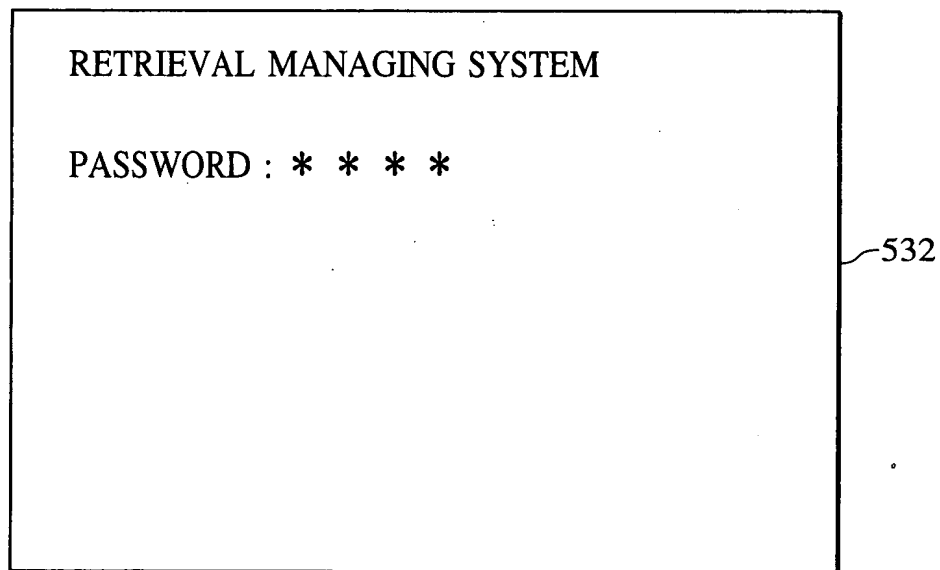 RETRIEVAL MANAGING SYSTEM
PASSWORD : * * * *
532